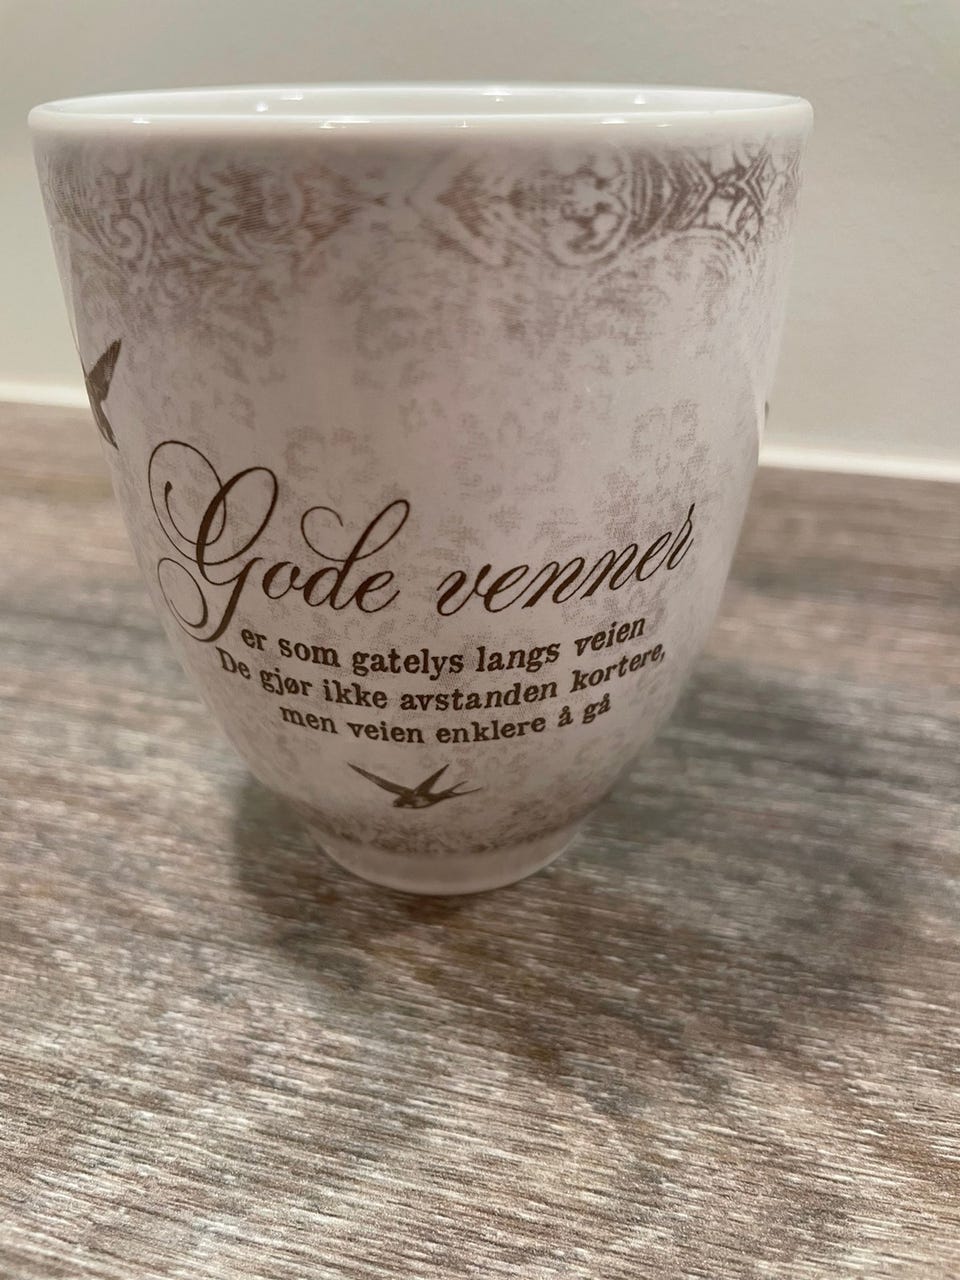 Gode venner
er som gatelys langs veien
De gjør ikke avstanden kortere,
men veien enklere å gå